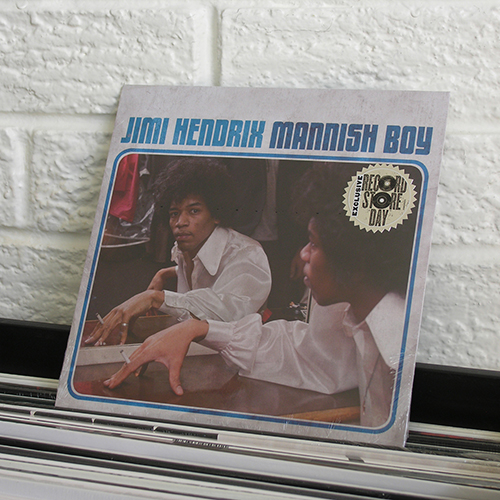 JIMI HENDRIX MANNISH BOY
EXCLUSIVE
RECORD
STORE
DAY